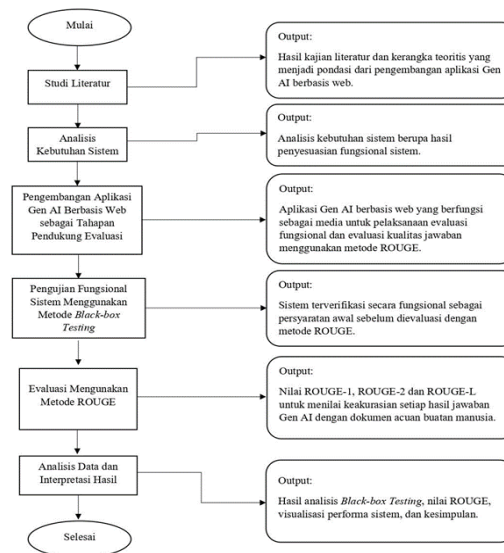 Mulai
Output:
Hasil kajian literatur dan kerangka teoritis yang
menjadi pondasi dari pengembangan aplikasi Gen
AI berbasis web.
Studi Literatur
Output:
Analisis kebutuhan sistem berupa hasil
penyesuasian fungsional sistem.
Analisis
Kebutuhan Sistem
Output:
Aplikasi Gen AI berbasis web yang berfungsi
sebagai media untuk pelaksanaan evaluasi
fungsional dan evaluasi kualitas jawaban
menggunakan metode ROUGE.
Pengembangan Aplikasi
Gen AI Berbasis Web
sebagai Tahapan
Pendukung Evaluasi
Output:
Sistem terverifikasi secara fungsional sebagai
persyaratan awal sebelum dievaluasi dengan
metode ROUGE.
Pengujian Fungsional
Sistem Menggunakan
Metode Black-box
Testing
Output:
Nilai ROUGE-1, ROUGE-2 dan ROUGE-L
untuk menilai keakurasian setiap hasil jawaban
Gen AI dengan dokumen acuan buatan manusia.
Evaluasi Mengunakan
Metode ROUGE
Output:
Hasil analisis Black-box Testing, nilai ROUGE,
visualisasi performa sistem, dan kesimpulan.
Analisis Data dan
Interpretasi Hasil
Selesai